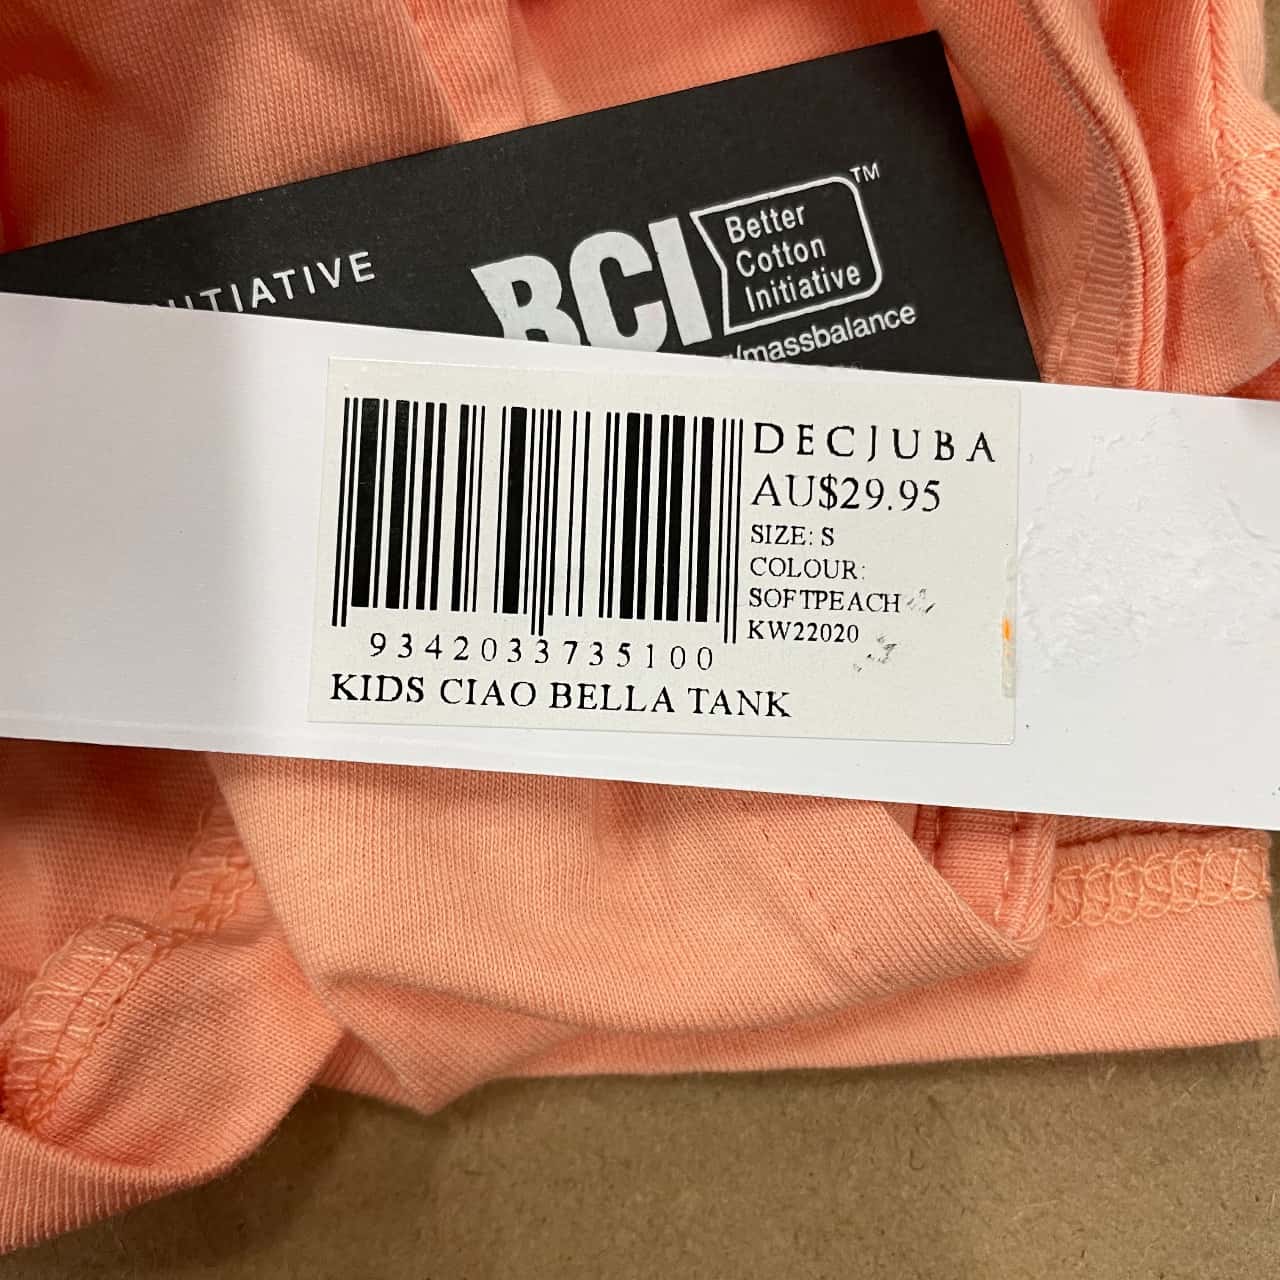 BCI
Better
Cotton
Initiative
TM
/massbalance
DECJUBA
AU$29.95
SIZE: S
COLOUR:
SOFTPEACH
KW22020
9342033735100
KIDS CIAO BELLA TANK